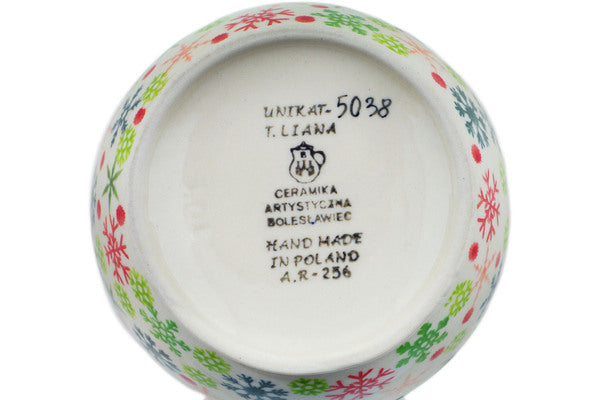 UNIKAT-5038
T. LIANA
CERAMIKA
ARTYSTYCZNA
BOLESŁAWIEC
HAND MADE
IN POLAND
A.R-256